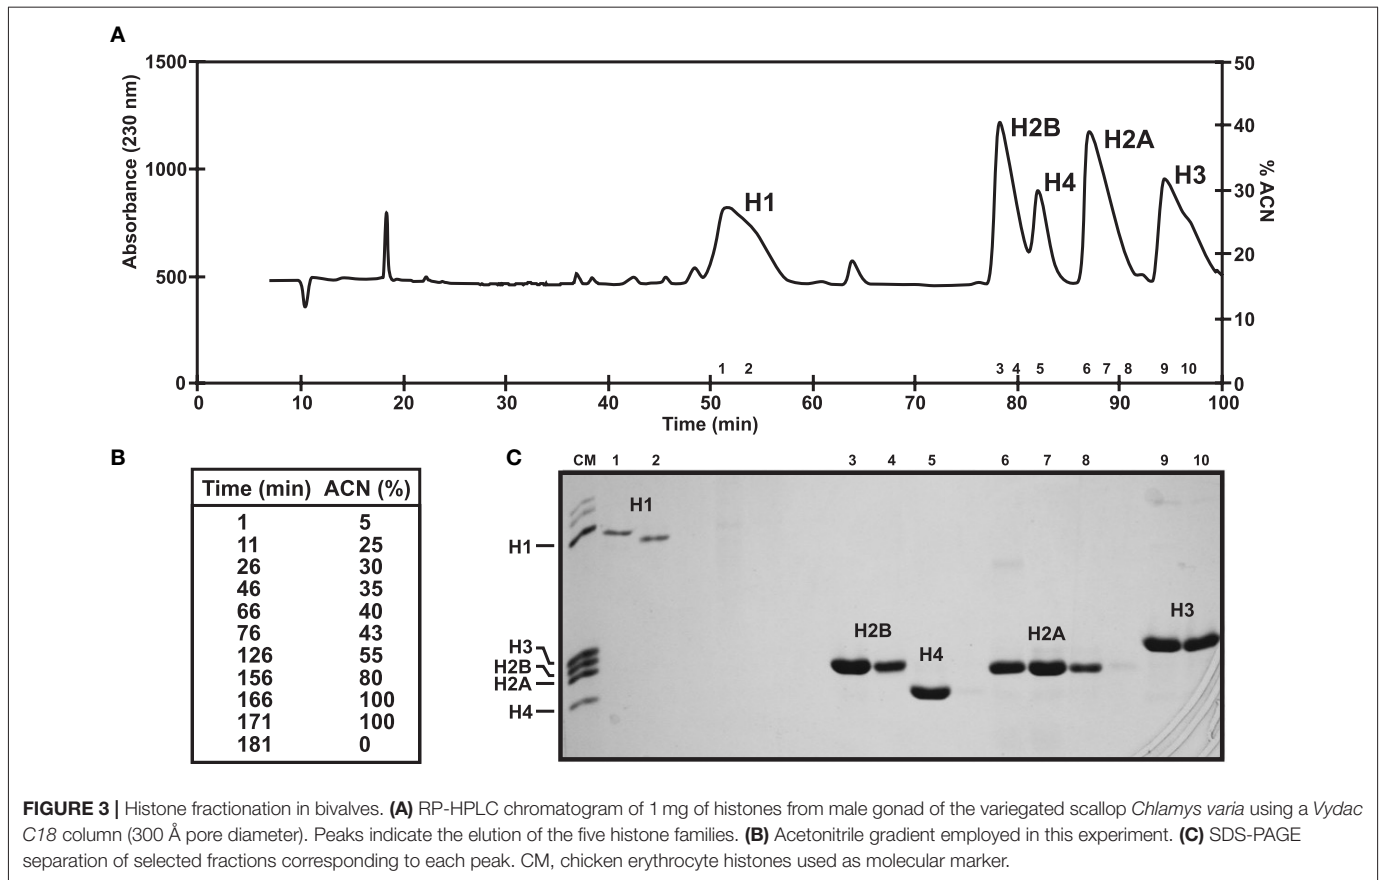 A
Absorbance (230 nm)
1500
1000
500
0
50
40
30
20
10
0
% ACN
H1
H2B
H4
H2A
H3
1 2 3 4 5 6 7 8 9 10
0 10 20 30 40 50 60 70 80 90 100
Time (min)
B
Time (min) ACN (%)
1 5
11 25
26 30
46 35
66 40
76 43
126 55
156 80
166 100
171 100
181 0
C
CM 1 2 3 4 5 6 7 8 9 10
H1
H1
H3
H2B
H2A
H4
H2B
H4
H2A
H3
FIGURE 3 | Histone fractionation in bivalves. (A) RP-HPLC chromatogram of 1 mg of histones from male gonad of the variegated scallop Chlamys varia using a Vydac
C18 column (300 Å pore diameter). Peaks indicate the elution of the five histone families. (B) Acetonitrile gradient employed in this experiment. (C) SDS-PAGE
separation of selected fractions corresponding to each peak. CM, chicken erythrocyte histones used as molecular marker.